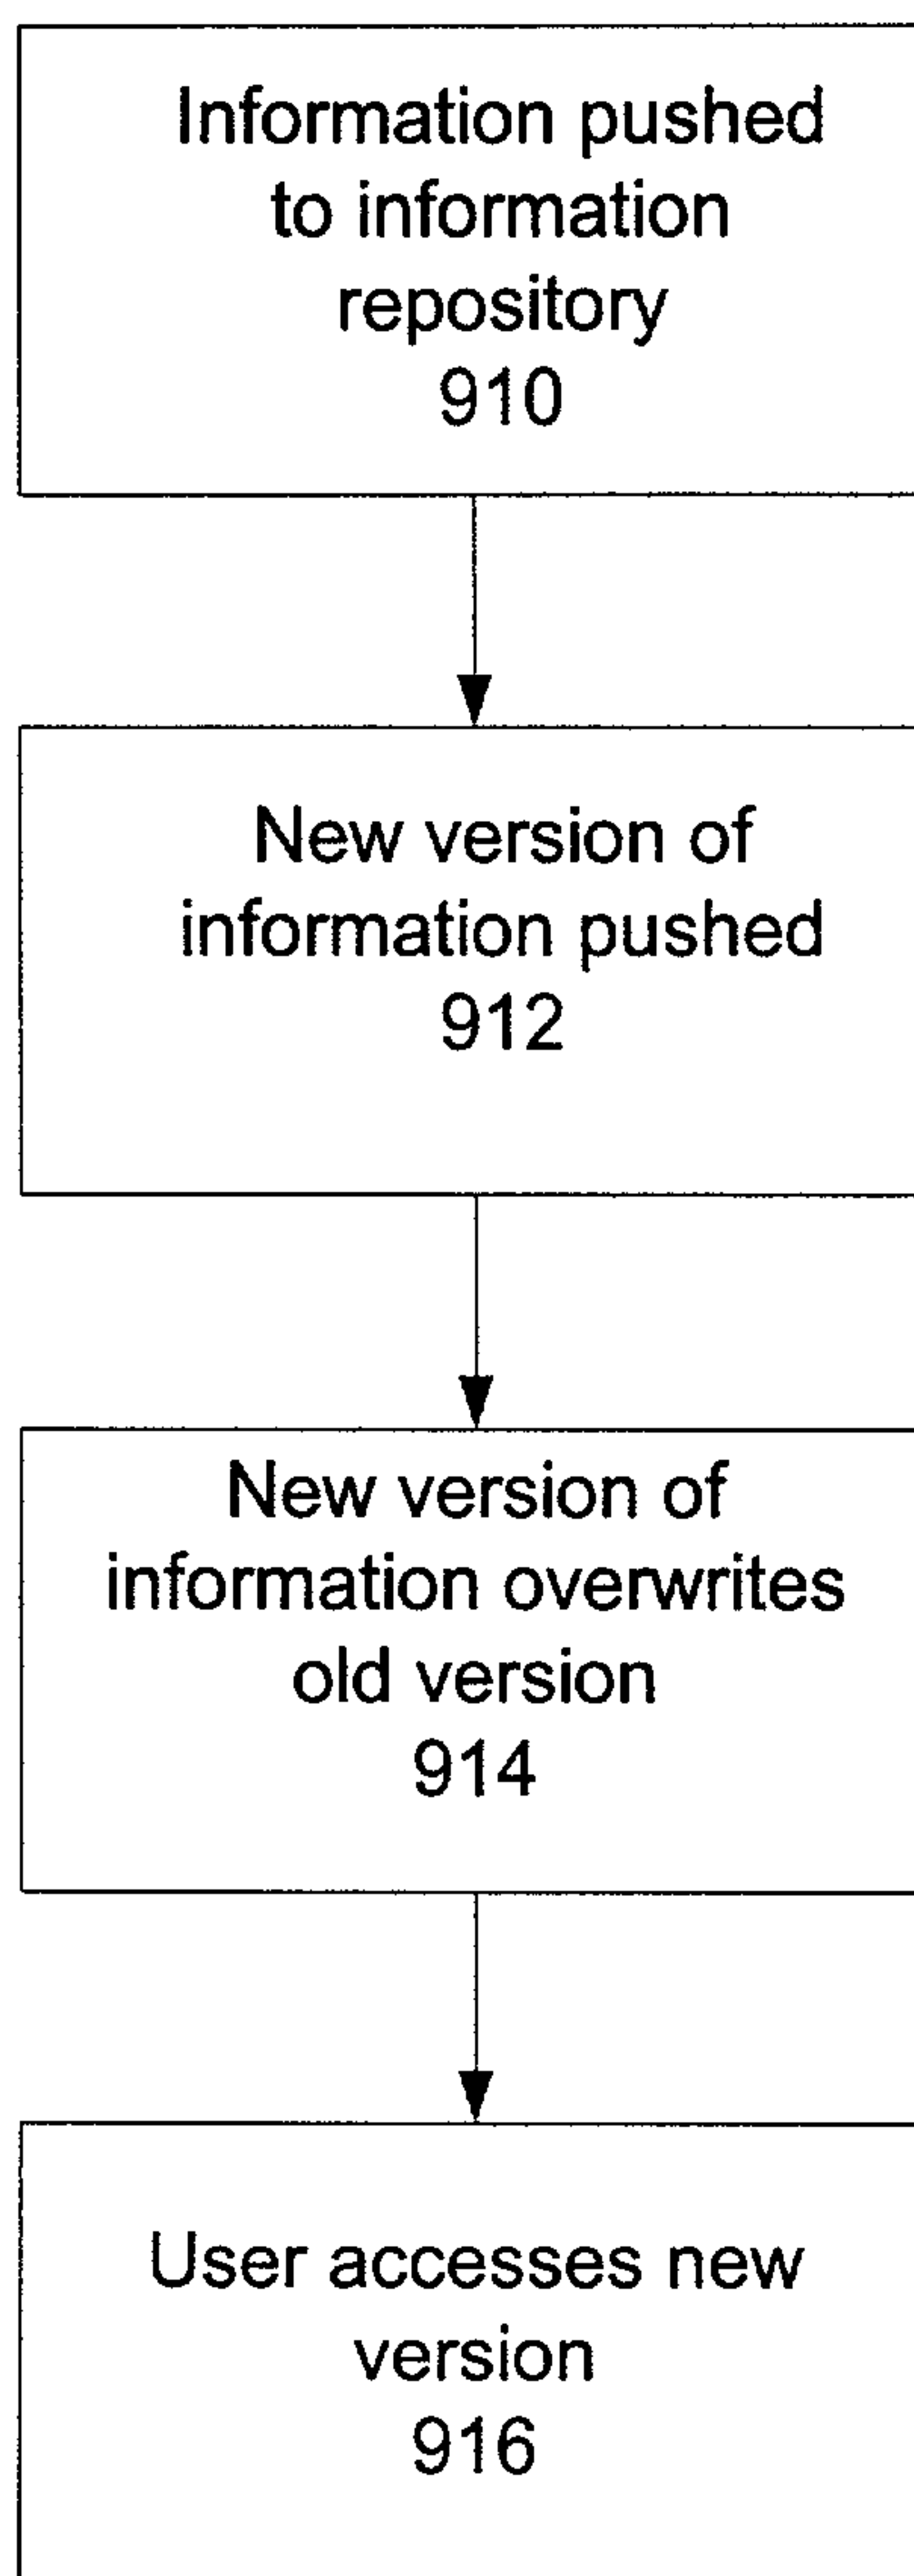 Information pushed
to information
repository
910
New version of
information pushed
912
New version of
information overwrites
old version
914
User accesses new
version
916